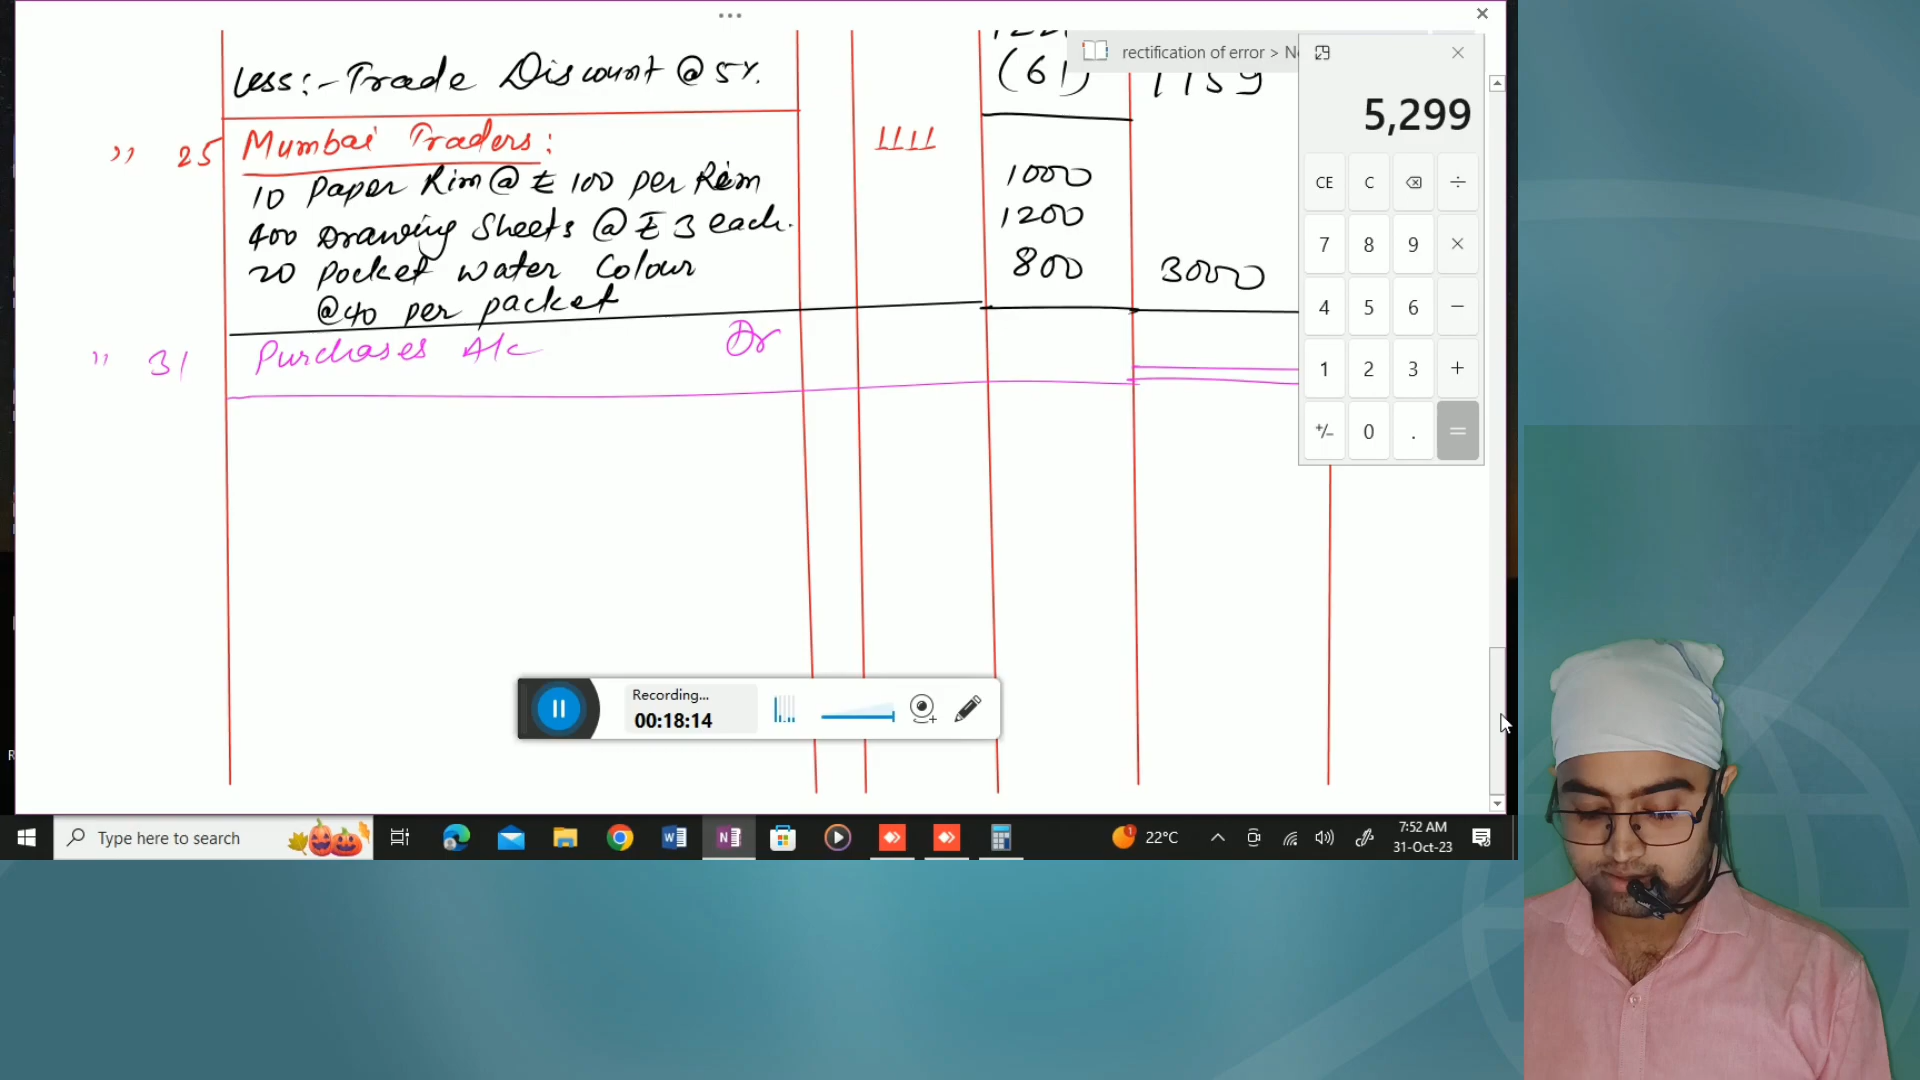 rectification of error > N
Less:- Trade Discount @ 5%. (61) 1159
5,299
" 25 Mumbai Traders: 1111
10 Paper Rim @ ₹ 100 per Reim 1000
400 Drawing Sheets @ ₹ 3 each. 1200
20 Pocket water Colour 800 3000
@40 per packet
" 31 Purchases A/c Dr
CE C ÷
7 8 9 ×
4 5 6 −
1 2 3 +
+/− 0 . =
Recording...
00:18:14
Type here to search
22°C
7:52 AM
31-Oct-23